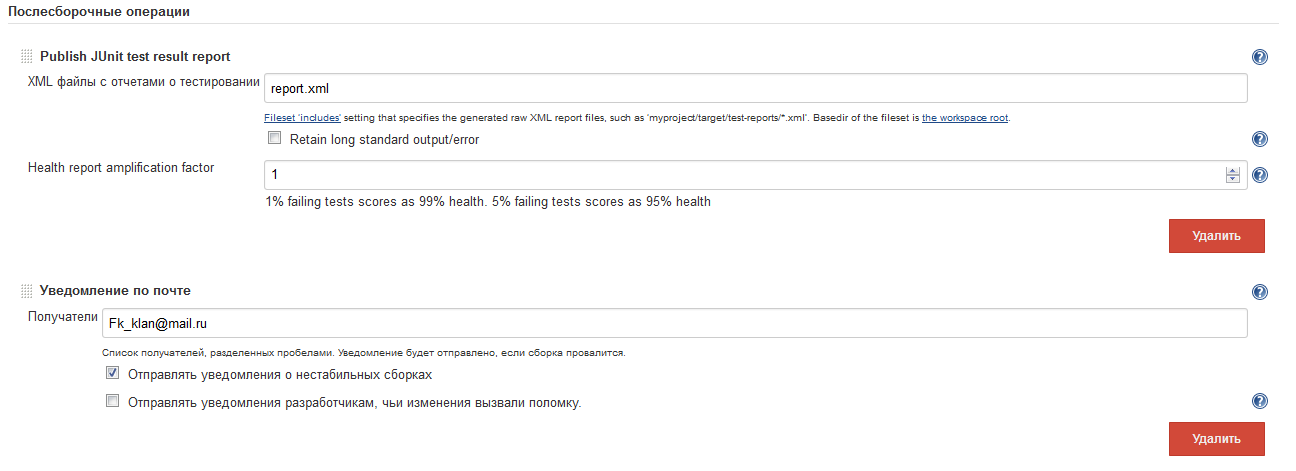 Послесборочные операции
Publish JUnit test result report
XML файлы с отчетами о тестировании
report.xml
Fileset 'includes' setting that specifies the generated raw XML report files, such as 'myproject/target/test-reports/*.xml'. Basedir of the fileset is the workspace root.
Retain long standard output/error
Health report amplification factor
1
1% failing tests scores as 99% health. 5% failing tests scores as 95% health
Удалить
Уведомление по почте
Получатели
Fk_klan@mail.ru
Список получателей, разделенных пробелами. Уведомление будет отправлено, если сборка провалится.
Отправлять уведомления о нестабильных сборках
Отправлять уведомления разработчикам, чьи изменения вызвали поломку.
Удалить